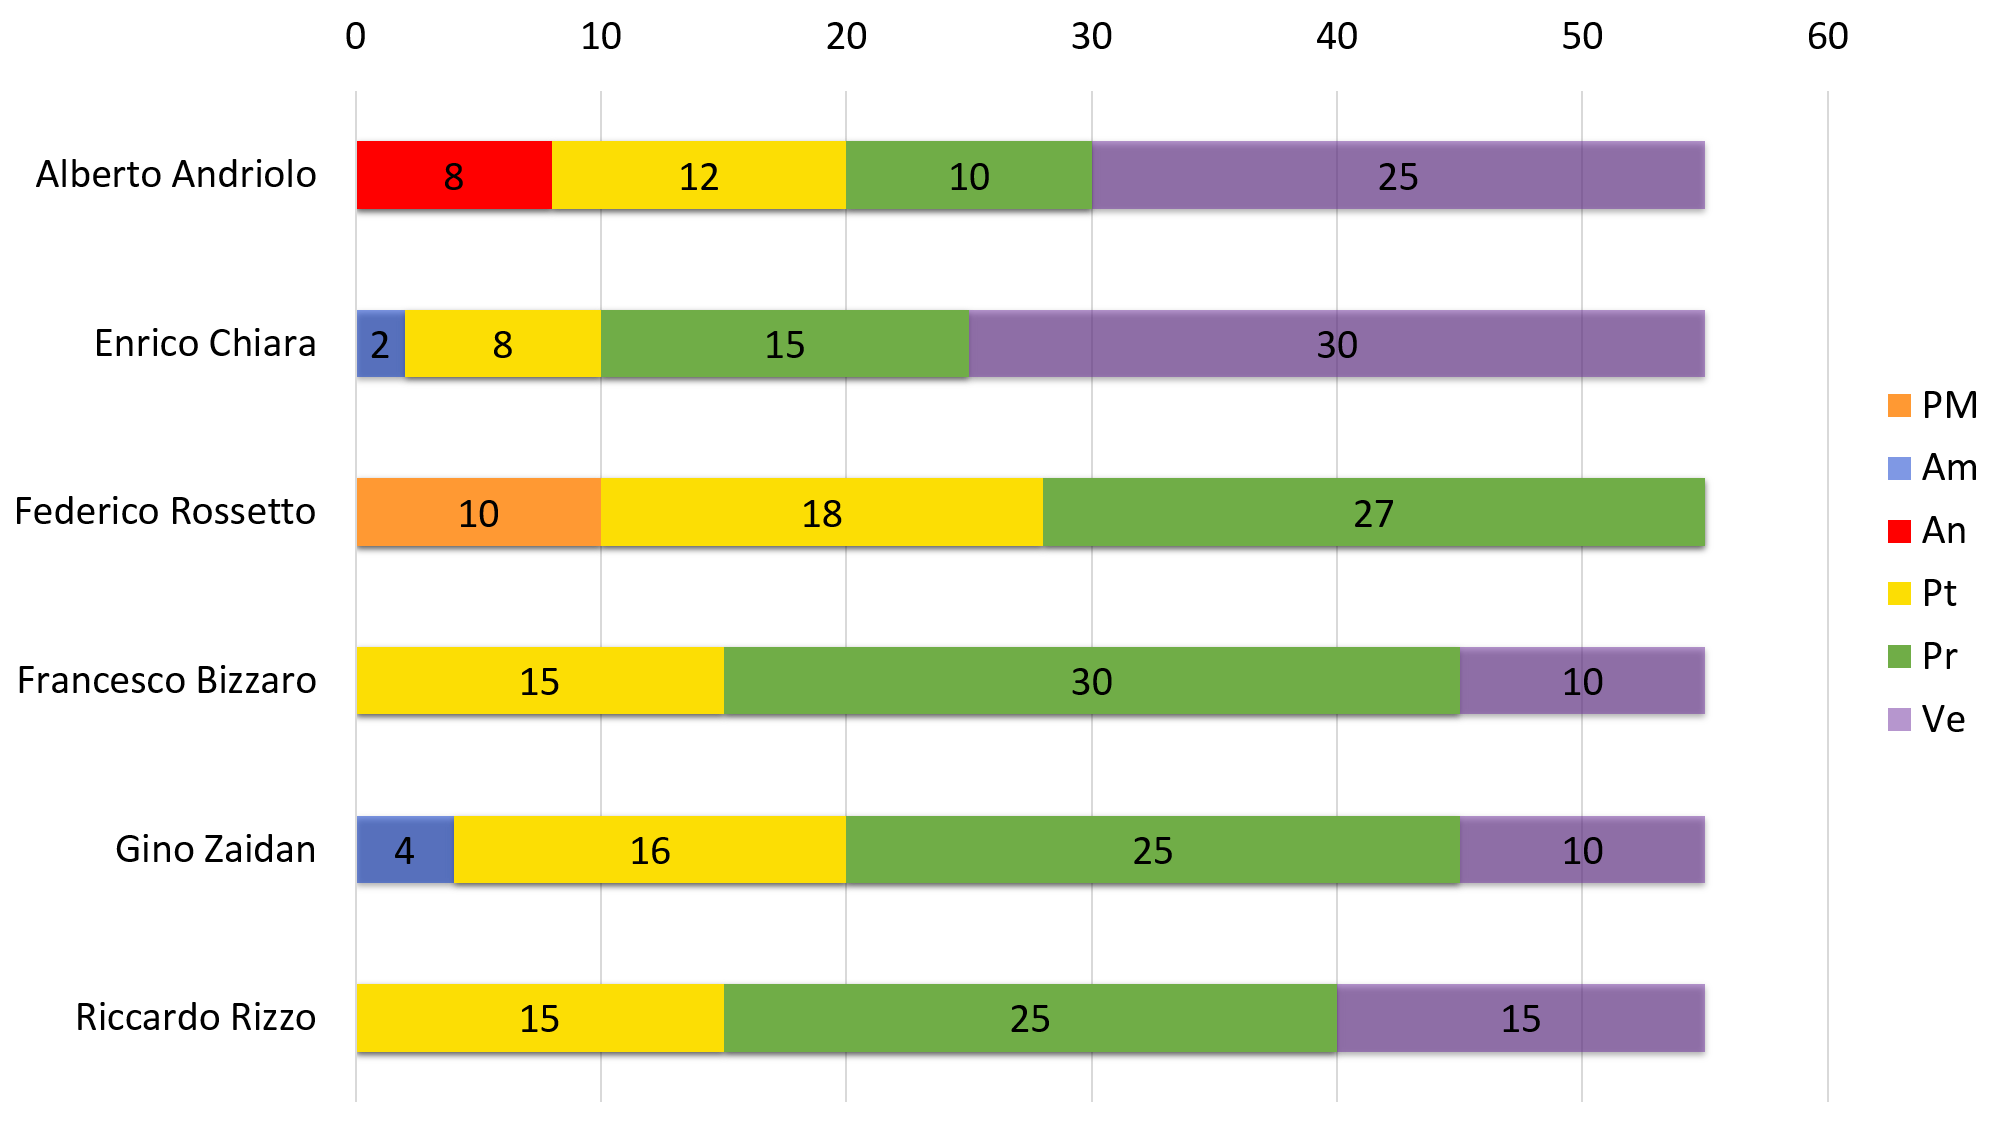 0 10 20 30 40 50 60
Alberto Andriolo 8 12 10 25
Enrico Chiara 2 8 15 30
Federico Rossetto 10 18 27
Francesco Bizzaro 15 30 10
Gino Zaidan 4 16 25 10
Riccardo Rizzo 15 25 15
PM
Am
An
Pt
Pr
Ve